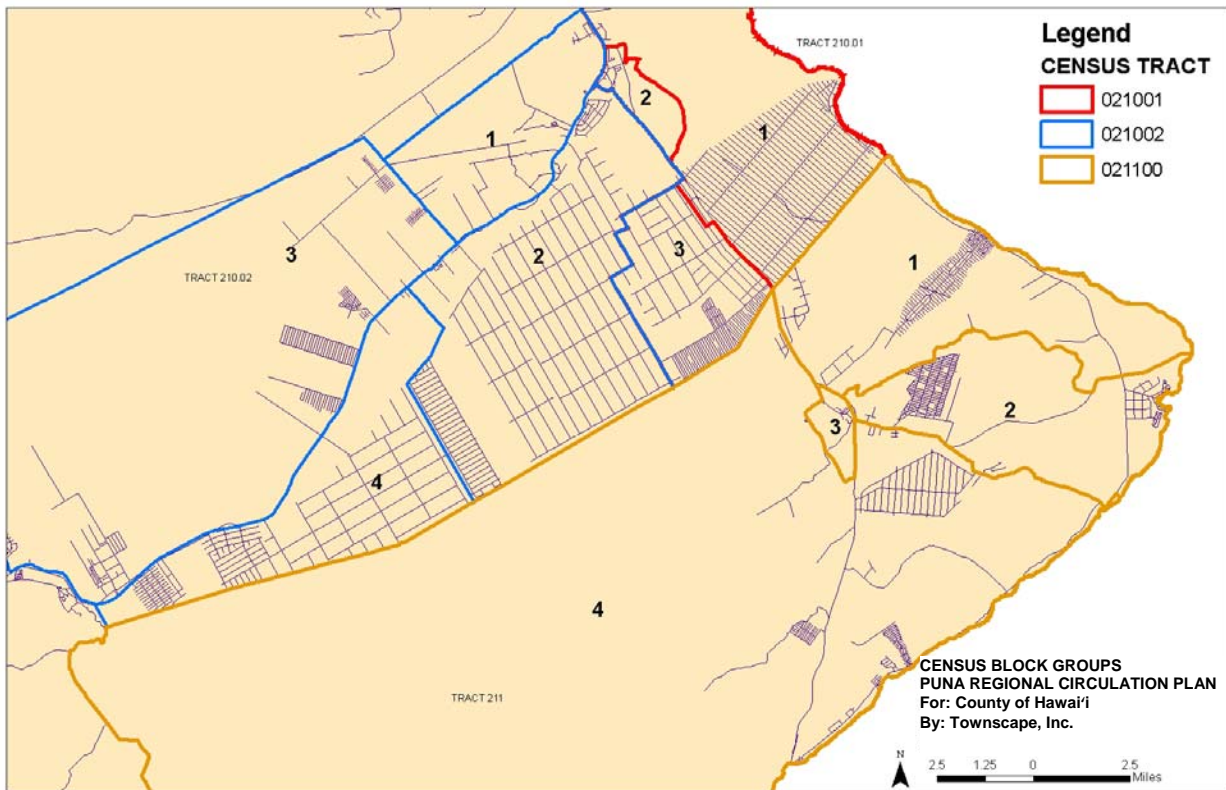 TRACT 210.01
Legend
CENSUS TRACT
021001
021002
021100
2
1
1
3
2
3
1
TRACT 210.02
2
3
4
4
TRACT 211
CENSUS BLOCK GROUPS
PUNA REGIONAL CIRCULATION PLAN
For: County of Hawai‘i
By: Townscape, Inc.
N
2.5 1.25 0 2.5
Miles